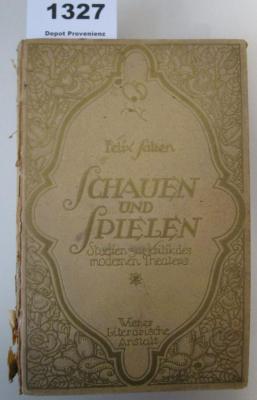 1327
Depot Provenienz
Felix Salten
SCHAUEN
UND
SPIELEN
Studien zur Kritik des
modernen Theaters
Wiener
Literarische
Anstalt